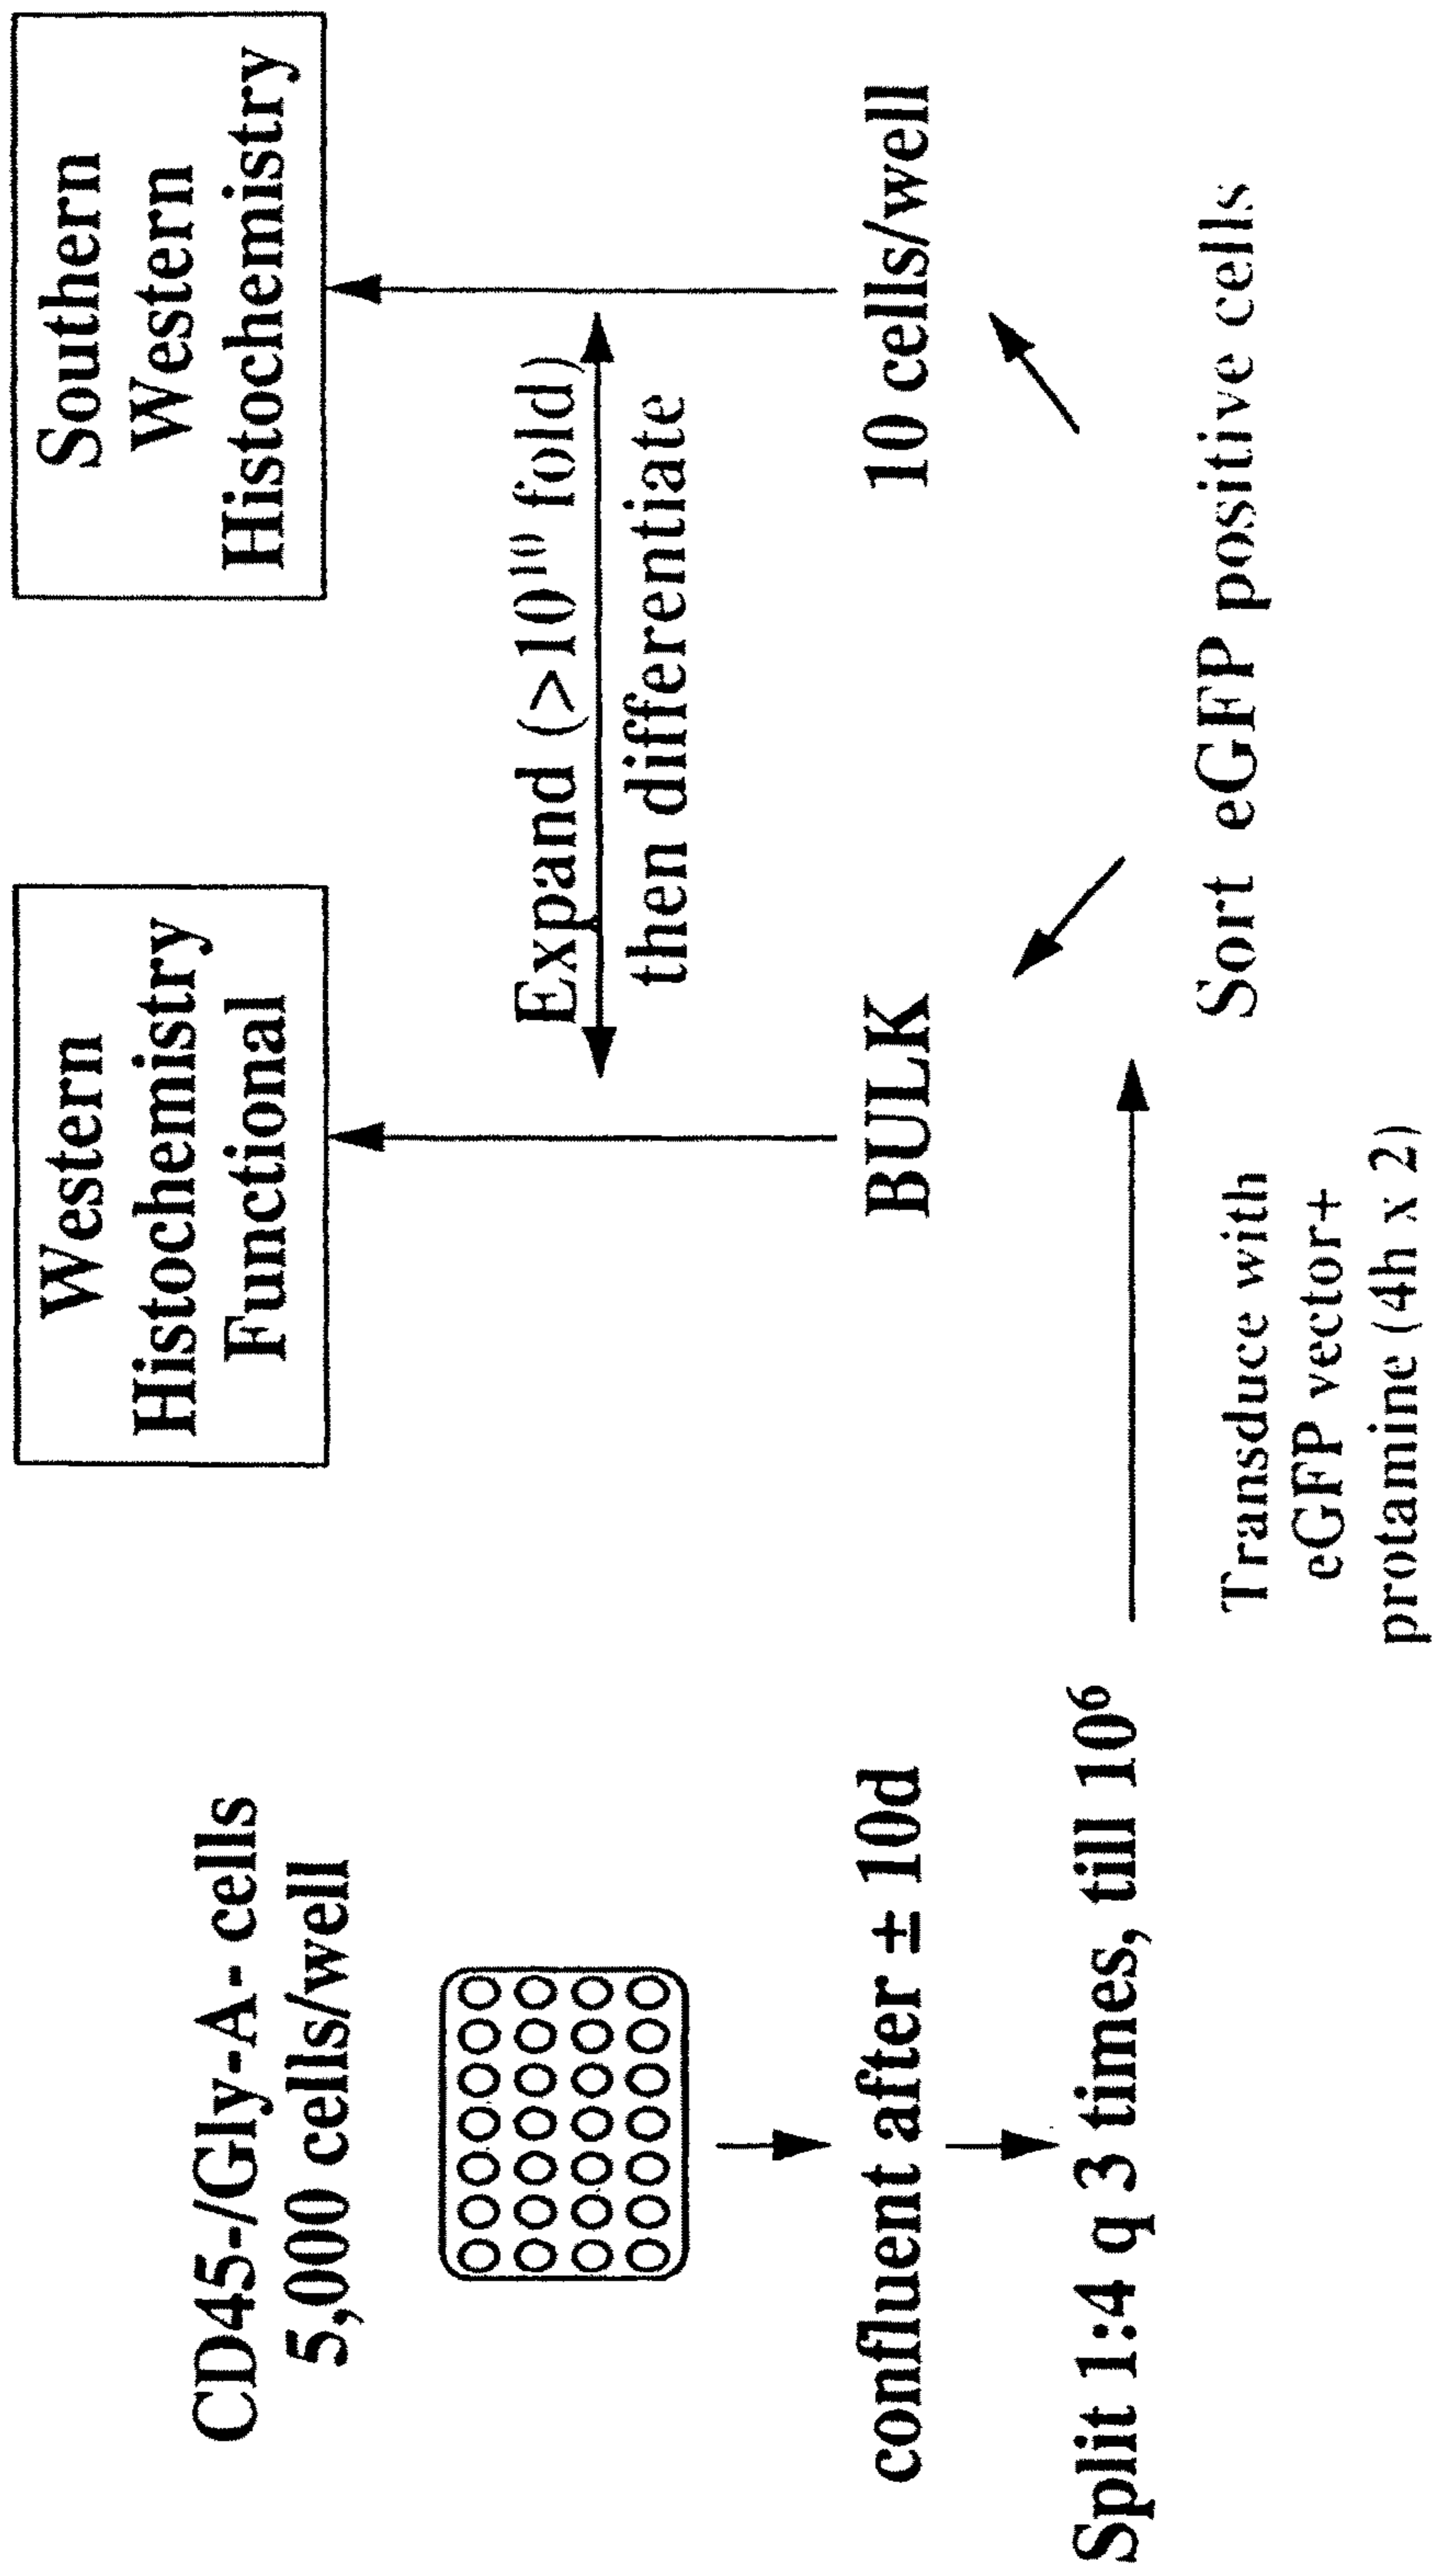 CD45-/Gly-A- cells
5,000 cells/well
confluent after ± 10d
Split 1:4 q 3 times, till 10⁶
Transduce with
eGFP vector+
protamine (4h x 2)
Sort eGFP positive cells
BULK
10 cells/well
Expand (>10¹⁰ fold)
then differentiate
Western
Histochemistry
Functional
Southern
Western
Histochemistry